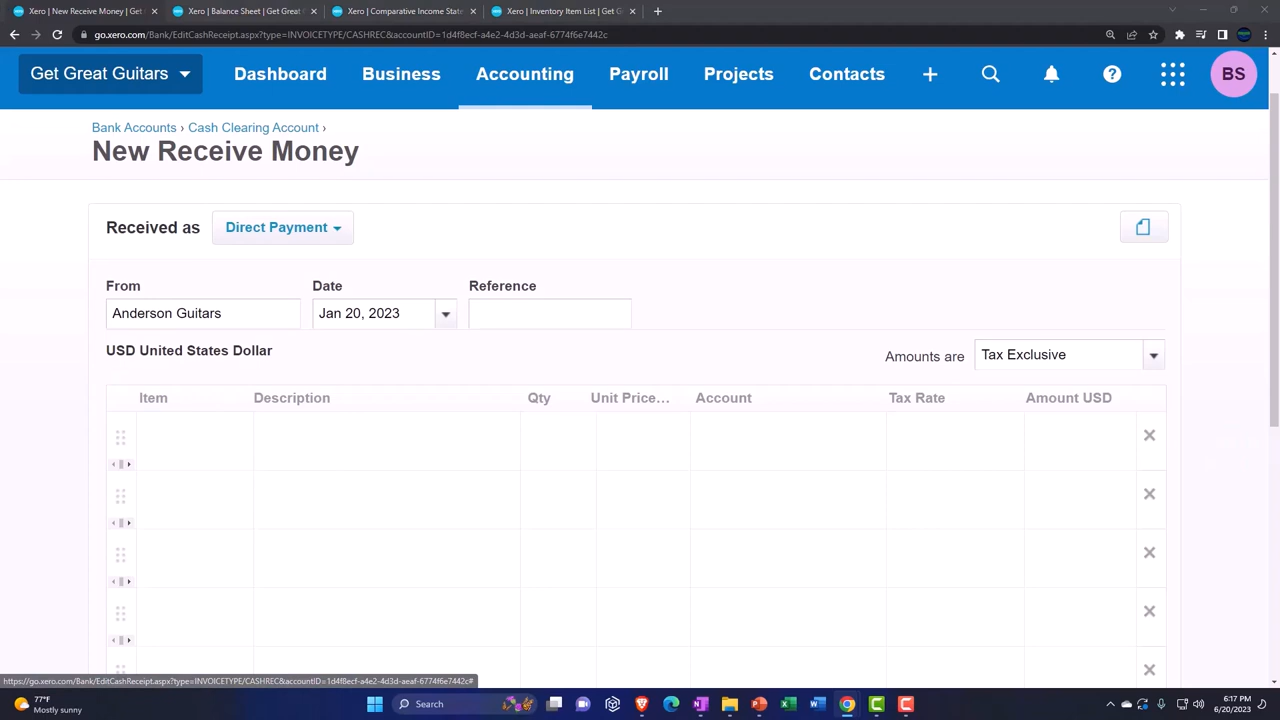 Xero | New Receive Money | Get G
Xero | Balance Sheet | Get Great G
Xero | Comparative Income State
Xero | Inventory Item List | Get Gr
go.xero.com/Bank/EditCashReceipt.aspx?type=INVOICETYPE/CASHREC&accountID=1d4f8ecf-a4e2-4d3d-aeaf-6774f6e7442c
Get Great Guitars
Dashboard
Business
Accounting
Payroll
Projects
Contacts
BS
Bank Accounts › Cash Clearing Account ›
New Receive Money
Received as
Direct Payment
From
Date
Reference
Anderson Guitars
Jan 20, 2023
USD United States Dollar
Amounts are
Tax Exclusive
Item
Description
Qty
Unit Price…
Account
Tax Rate
Amount USD
https://go.xero.com/Bank/EditCashReceipt.aspx?type=INVOICETYPE/CASHREC&accountID=1d4f8ecf-a4e2-4d3d-aeaf-6774f6e7442c#
77°F
Mostly sunny
Search
6:17 PM
6/20/2023